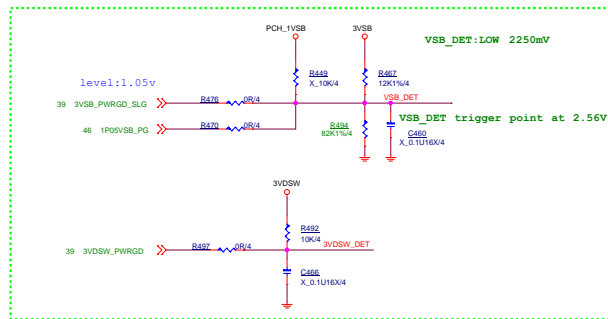 PCH_1VSB 3VSB
VSB_DET:LOW 2250mV
R449
X_10K/4
R467
12K1%/4
level:1.05v
VSB_DET
39 3VSB_PWRGD_SLG R476 0R/4
VSB_DET trigger point at 2.56V
46 1P05VSB_PG R470 0R/4
R494
82K1%/4
C460
X_0.1U16X/4
3VDSW
R492
10K/4
39 3VDSW_PWRGD R497 0R/4 3VDSW_DET
C466
X_0.1U16X/4